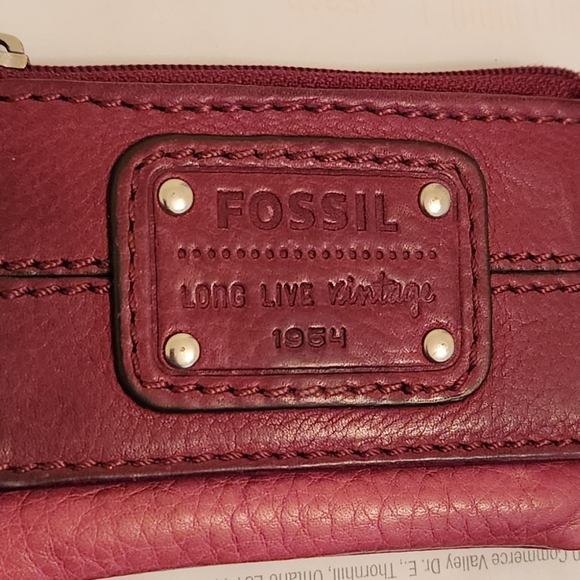 FOSSIL
LONG LIVE vintage
1954
Commerce Valley Dr. E., Thornhill, Ontario